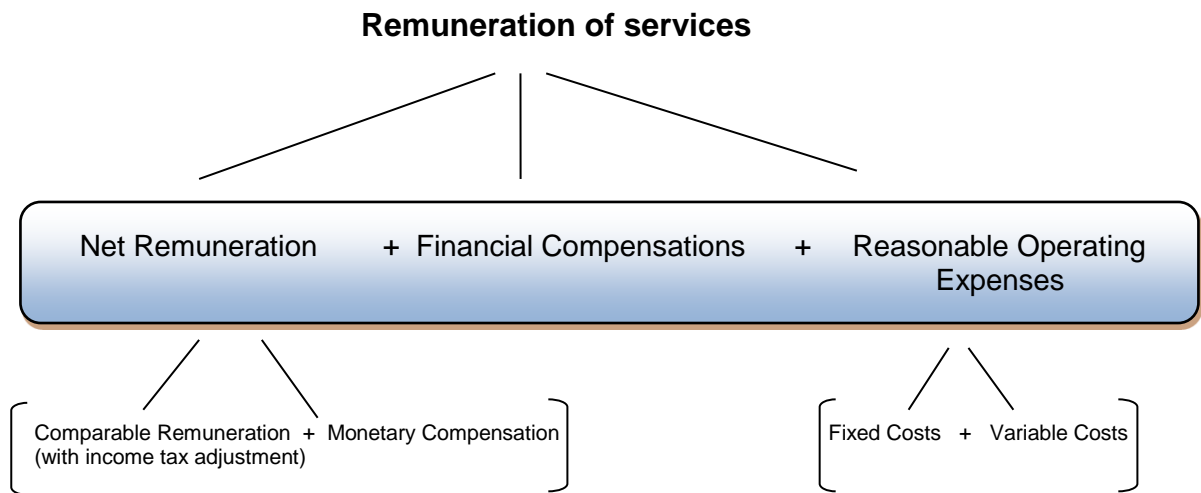 Remuneration of services
Net Remuneration + Financial Compensations + Reasonable Operating
Expenses
Comparable Remuneration + Monetary Compensation
(with income tax adjustment)
Fixed Costs + Variable Costs